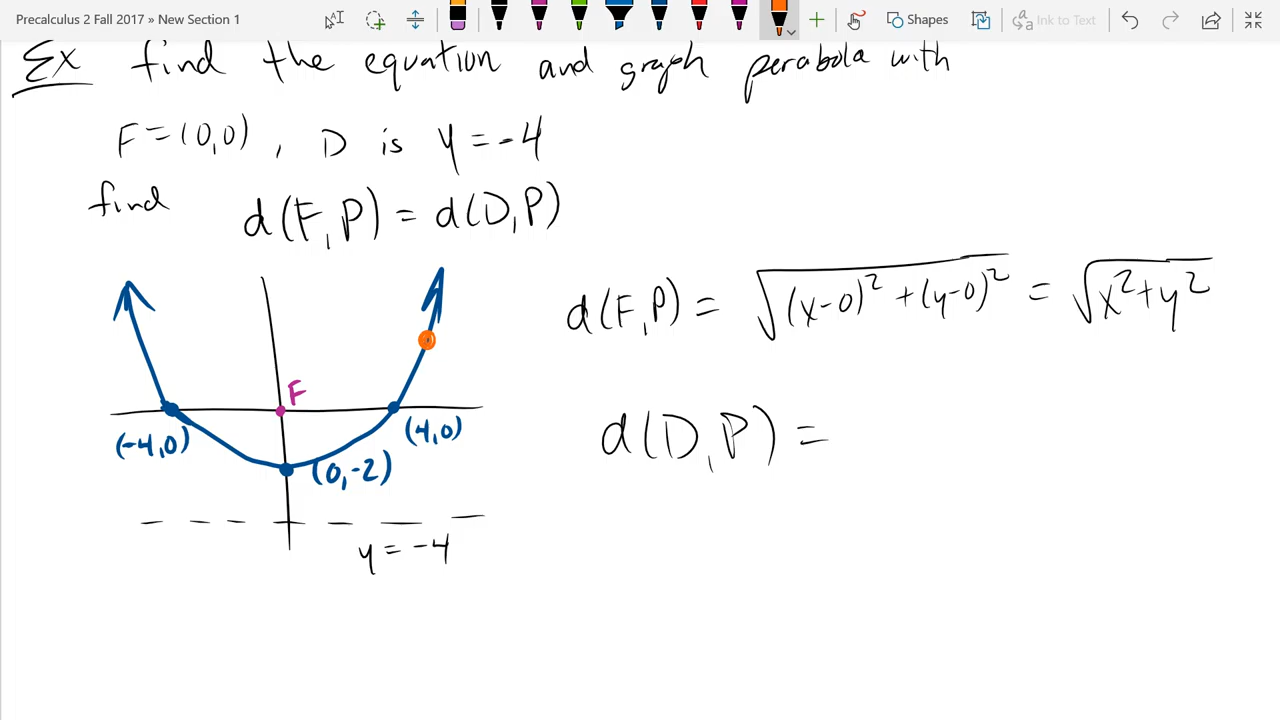 Precalculus 2 Fall 2017 » New Section 1
Shapes
Ink to Text
Ex find the equation and graph perabola with
F=(0,0), D is y=-4
find d(F,P) = d(D,P)
d(F,P) = √((x-0)²+(y-0)²) = √(x²+y²)
F
(-4,0)
(4,0)
d(D,P) =
(0,-2)
y=-4